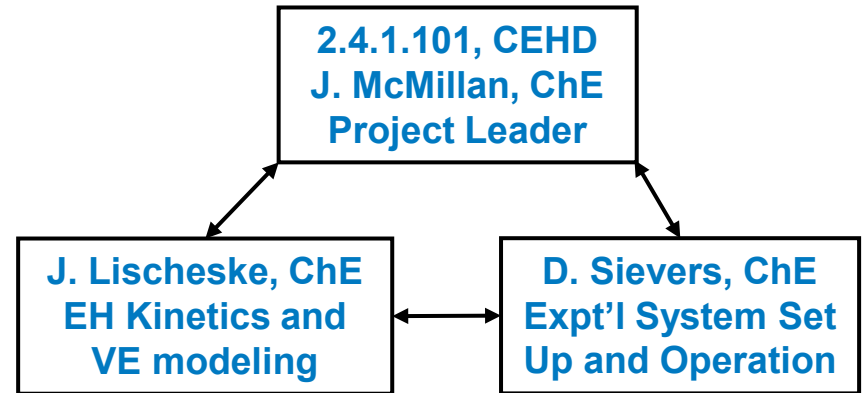 2.4.1.101, CEHD
J. McMillan, ChE
Project Leader
J. Lischeske, ChE
EH Kinetics and
VE modeling
D. Sievers, ChE
Expt'l System Set
Up and Operation